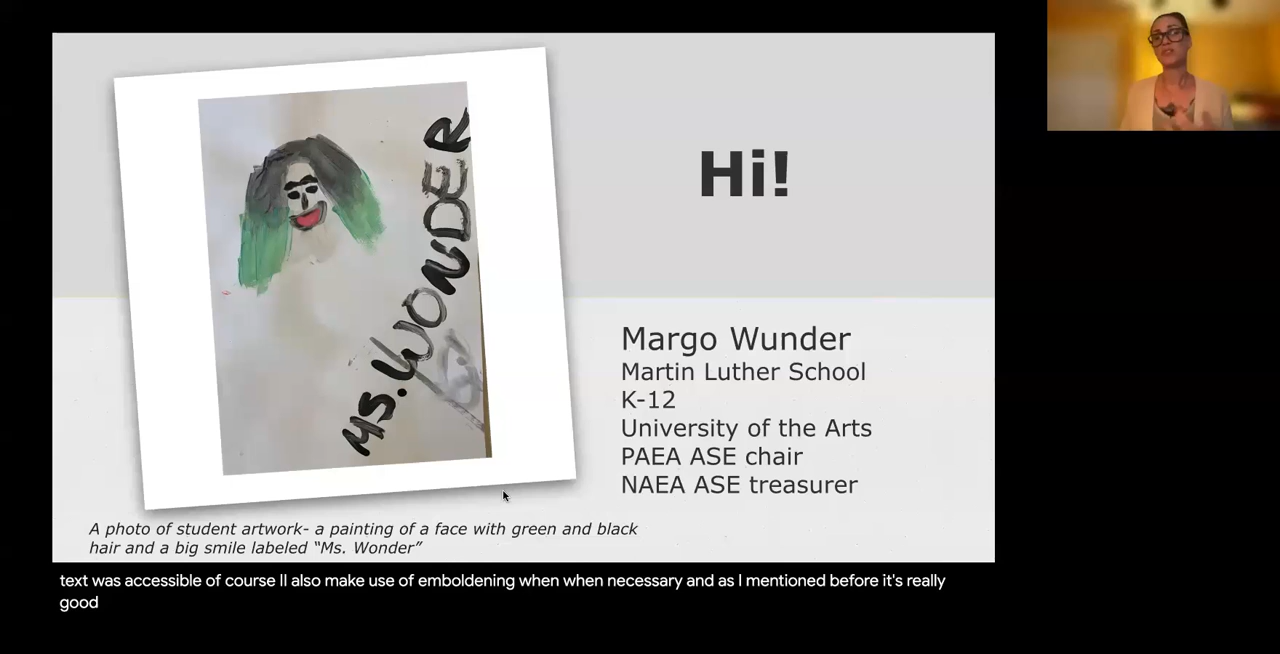 MS. WONDER
Hi!
Margo Wunder
Martin Luther School
K-12
University of the Arts
PAEA ASE chair
NAEA ASE treasurer
A photo of student artwork- a painting of a face with green and black
hair and a big smile labeled “Ms. Wonder”
text was accessible of course ll also make use of emboldening when when necessary and as I mentioned before it's really
good